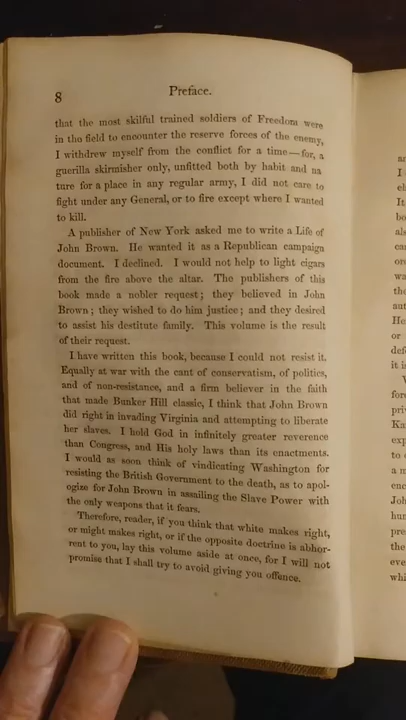 8 Preface.
that the most skilful trained soldiers of Freedom were
in the field to encounter the reserve forces of the enemy,
I withdrew myself from the conflict for a time—for, a
guerilla skirmisher only, unfitted both by habit and na
ture for a place in any regular army, I did not care to
fight under any General, or to fire except where I wanted
to kill.
A publisher of New York asked me to write a Life of
John Brown. He wanted it as a Republican campaign
document. I declined. I would not help to light cigars
from the fire above the altar. The publishers of this
book made a nobler request; they believed in John
Brown; they wished to do him justice; and they desired
to assist his destitute family. This volume is the result
of their request.
I have written this book, because I could not resist it.
Equally at war with the cant of conservatism, of politics,
and of non-resistance, and a firm believer in the faith
that made Bunker Hill classic, I think that John Brown
did right in invading Virginia and attempting to liberate
her slaves. I hold God in infinitely greater reverence
than Congress, and His holy laws than its enactments.
I would as soon think of vindicating Washington for
resisting the British Government to the death, as to apol-
ogize for John Brown in assailing the Slave Power with
the only weapons that it fears.
Therefore, reader, if you think that white makes right,
or might makes right, or if the opposite doctrine is abhor-
rent to you, lay this volume aside at once, for I will not
promise that I shall try to avoid giving you offence.